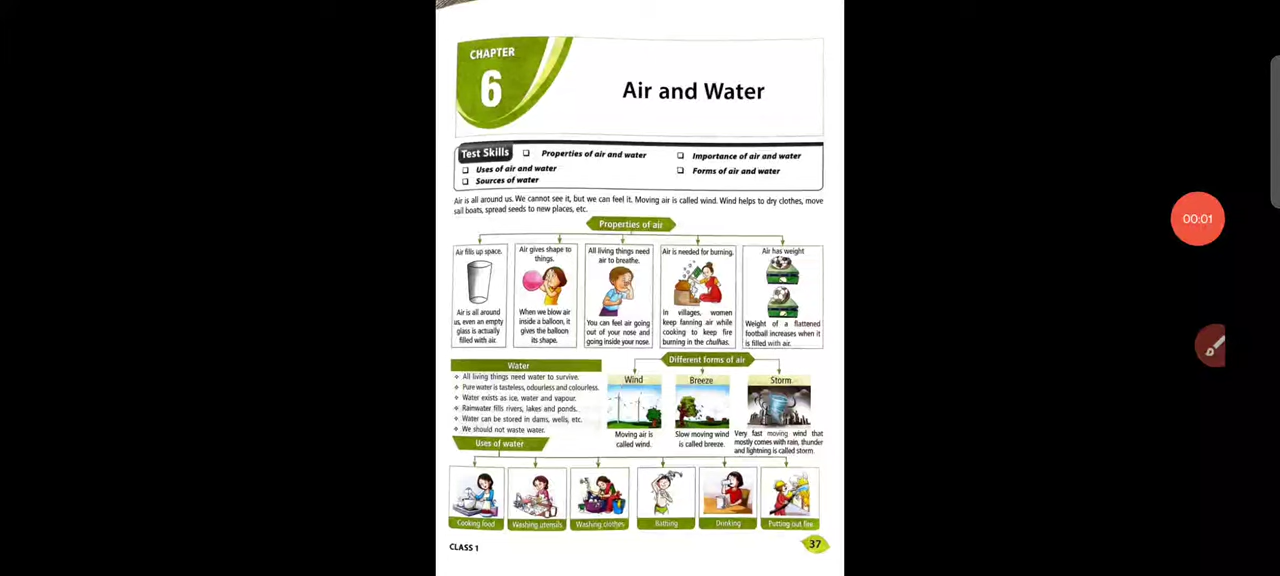 CHAPTER
6
Air and Water
Test Skills
❑ Properties of air and water
❑ Importance of air and water
❑ Uses of air and water
❑ Forms of air and water
❑ Sources of water
Air is all around us. We cannot see it, but we can feel it. Moving air is called wind. Wind helps to dry clothes, move
sail boats, spread seeds to new places, etc.
Properties of air
Air fills up space.
Air is all around
us, even an empty
glass is actually
filled with air.
Air gives shape to
things.
When we blow air
inside a balloon, it
gives the balloon
its shape.
All living things need
air to breathe.
You can feel air going
out of your nose and
going inside your nose.
Air is needed for burning.
In villages, women
keep fanning air while
cooking to keep fire
burning in the chulhas.
Air has weight
Weight of a flattened
football increases when it
is filled with air.
Water
❖ All living things need water to survive.
❖ Pure water is tasteless, odourless and colourless.
❖ Water exists as ice, water and vapour.
❖ Rainwater fills rivers, lakes and ponds.
❖ Water can be stored in dams, wells, etc.
❖ We should not waste water.
Different forms of air
Wind
Moving air is
called wind.
Breeze
Slow moving wind
is called breeze.
Storm
Very fast moving wind that
mostly comes with rain, thunder
and lightning is called storm.
Uses of water
Cooking food
Washing utensils
Washing clothes
Bathing
Drinking
Putting out fire
CLASS 1
37
00:01